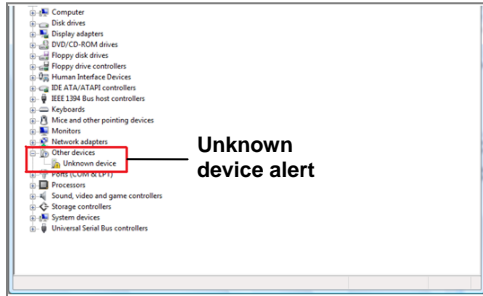 Computer
Disk drives
Display adapters
DVD/CD-ROM drives
Floppy disk drives
Floppy drive controllers
Human Interface Devices
IDE ATA/ATAPI controllers
IEEE 1394 Bus host controllers
Keyboards
Mice and other pointing devices
Monitors
Network adapters
Other devices
Unknown device
Ports (COM & LPT)
Processors
Sound, video and game controllers
Storage controllers
System devices
Universal Serial Bus controllers
Unknown
device alert